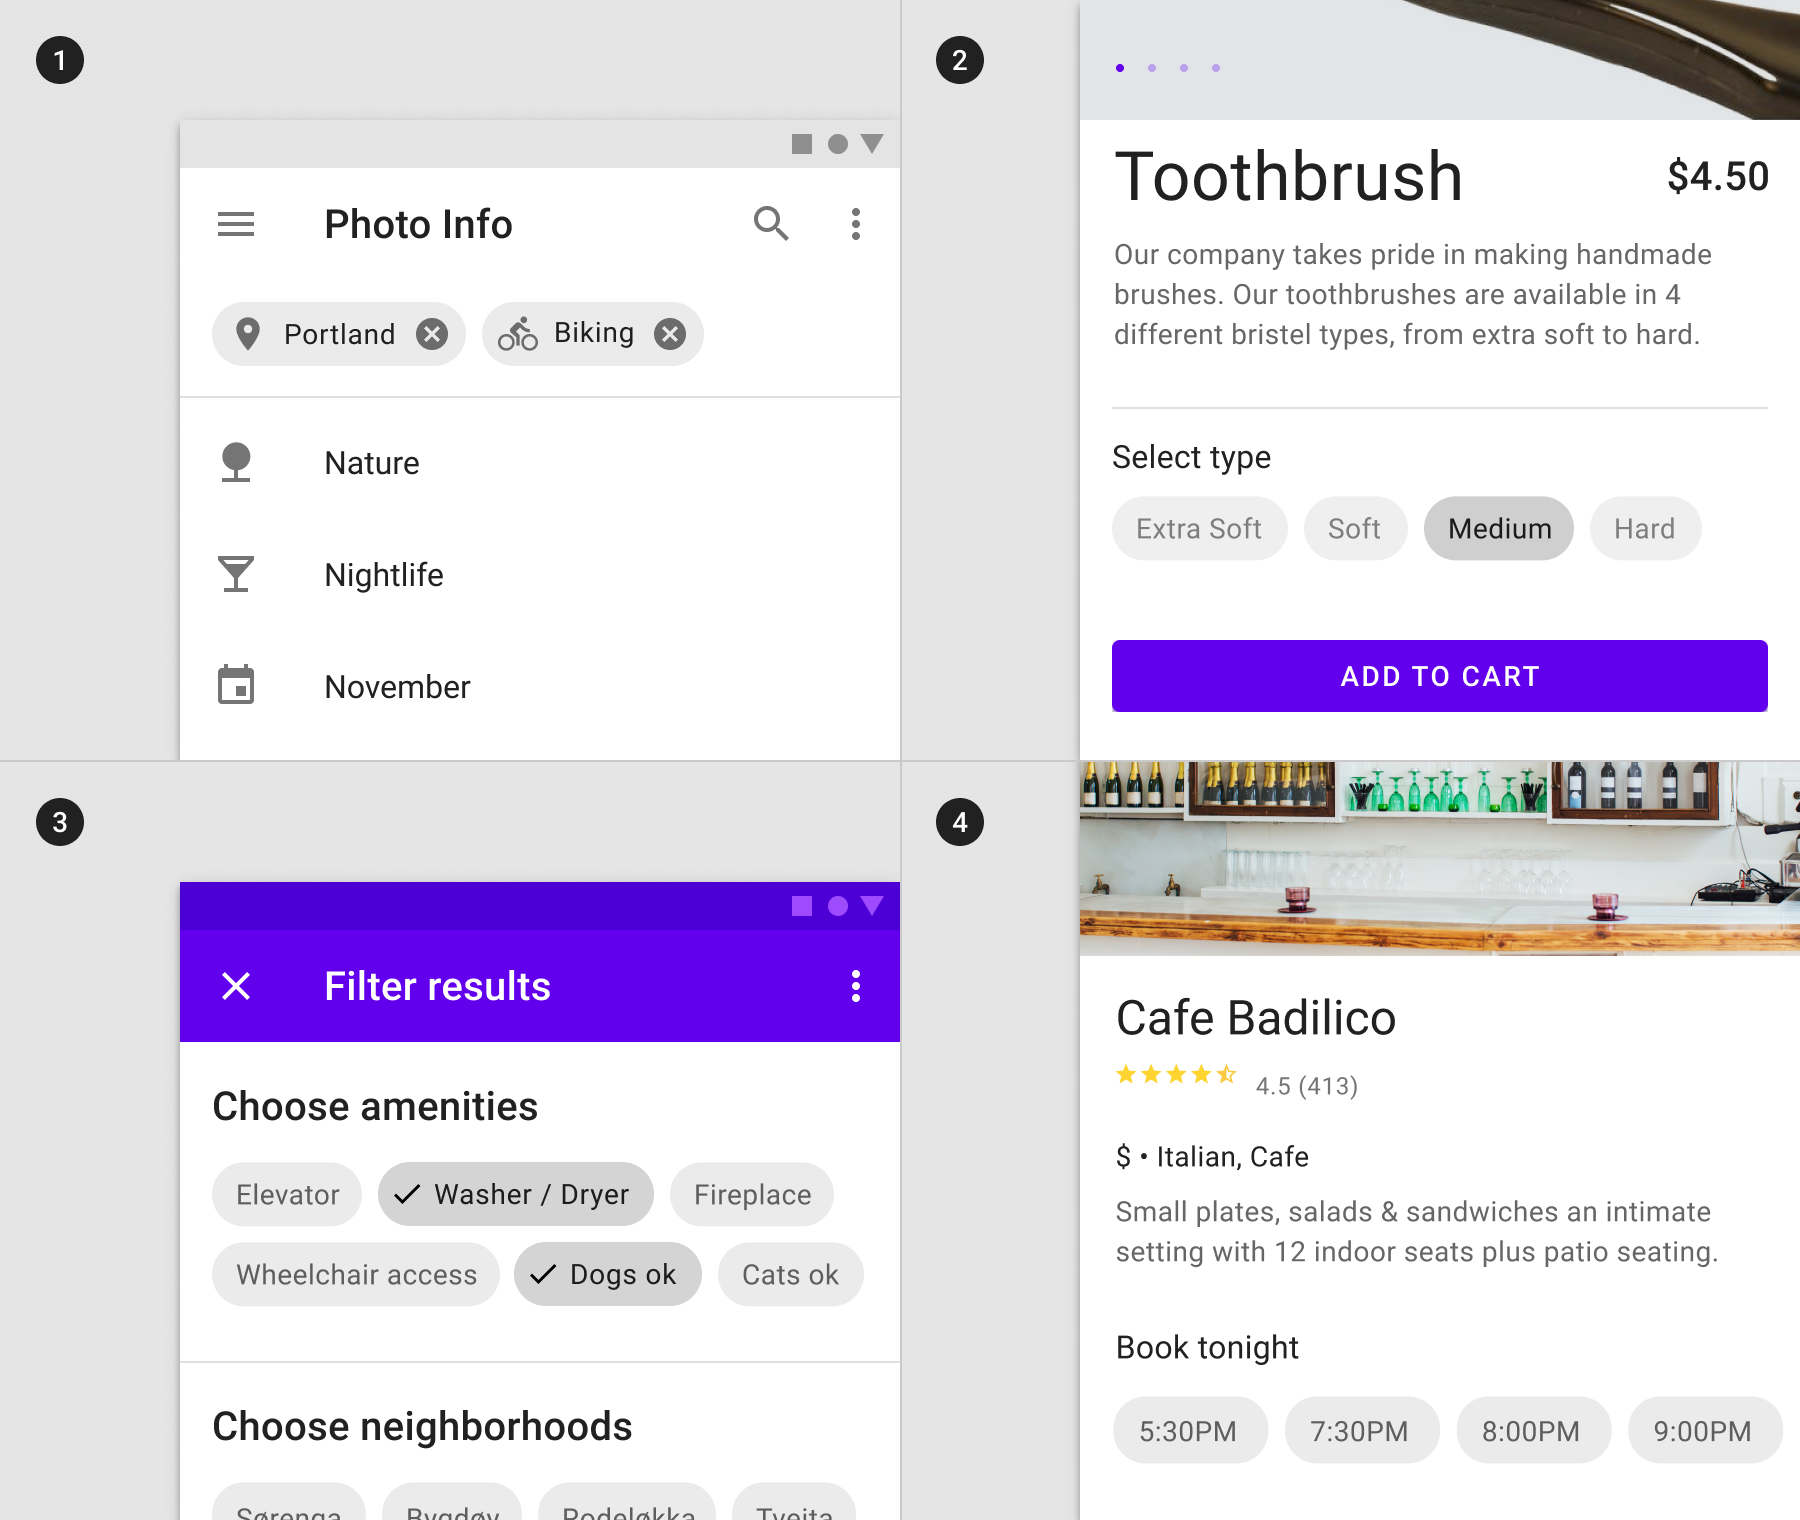 1
Photo Info
Portland
Biking
Nature
Nightlife
November
2
Toothbrush
$4.50
Our company takes pride in making handmade
brushes. Our toothbrushes are available in 4
different bristel types, from extra soft to hard.
Select type
Extra Soft
Soft
Medium
Hard
ADD TO CART
3
Filter results
Choose amenities
Elevator
Washer / Dryer
Fireplace
Wheelchair access
Dogs ok
Cats ok
Choose neighborhoods
Sørenga
Bygdøy
Rodeløkka
Tveita
4
Cafe Badilico
4.5 (413)
$ • Italian, Cafe
Small plates, salads & sandwiches an intimate
setting with 12 indoor seats plus patio seating.
Book tonight
5:30PM
7:30PM
8:00PM
9:00PM